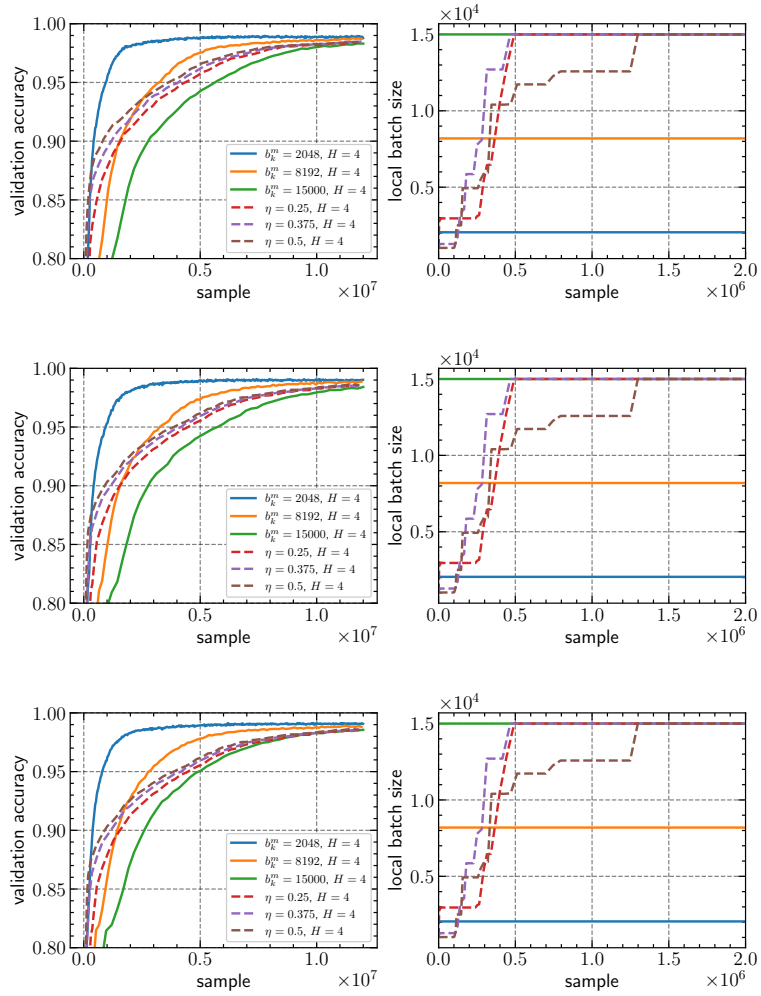 1.00
0.95
0.90
0.85
0.80
validation accuracy
b_k^m = 2048, H = 4
b_k^m = 8192, H = 4
b_k^m = 15000, H = 4
η = 0.25, H = 4
η = 0.375, H = 4
η = 0.5, H = 4
0.0 0.5 1.0
sample ×10^7
×10^4
1.5
1.0
0.5
local batch size
0.0 0.5 1.0 1.5 2.0
sample ×10^6
1.00
0.95
0.90
0.85
0.80
validation accuracy
b_k^m = 2048, H = 4
b_k^m = 8192, H = 4
b_k^m = 15000, H = 4
η = 0.25, H = 4
η = 0.375, H = 4
η = 0.5, H = 4
0.0 0.5 1.0
sample ×10^7
×10^4
1.5
1.0
0.5
local batch size
0.0 0.5 1.0 1.5 2.0
sample ×10^6
1.00
0.95
0.90
0.85
0.80
validation accuracy
b_k^m = 2048, H = 4
b_k^m = 8192, H = 4
b_k^m = 15000, H = 4
η = 0.25, H = 4
η = 0.375, H = 4
η = 0.5, H = 4
0.0 0.5 1.0
sample ×10^7
×10^4
1.5
1.0
0.5
local batch size
0.0 0.5 1.0 1.5 2.0
sample ×10^6